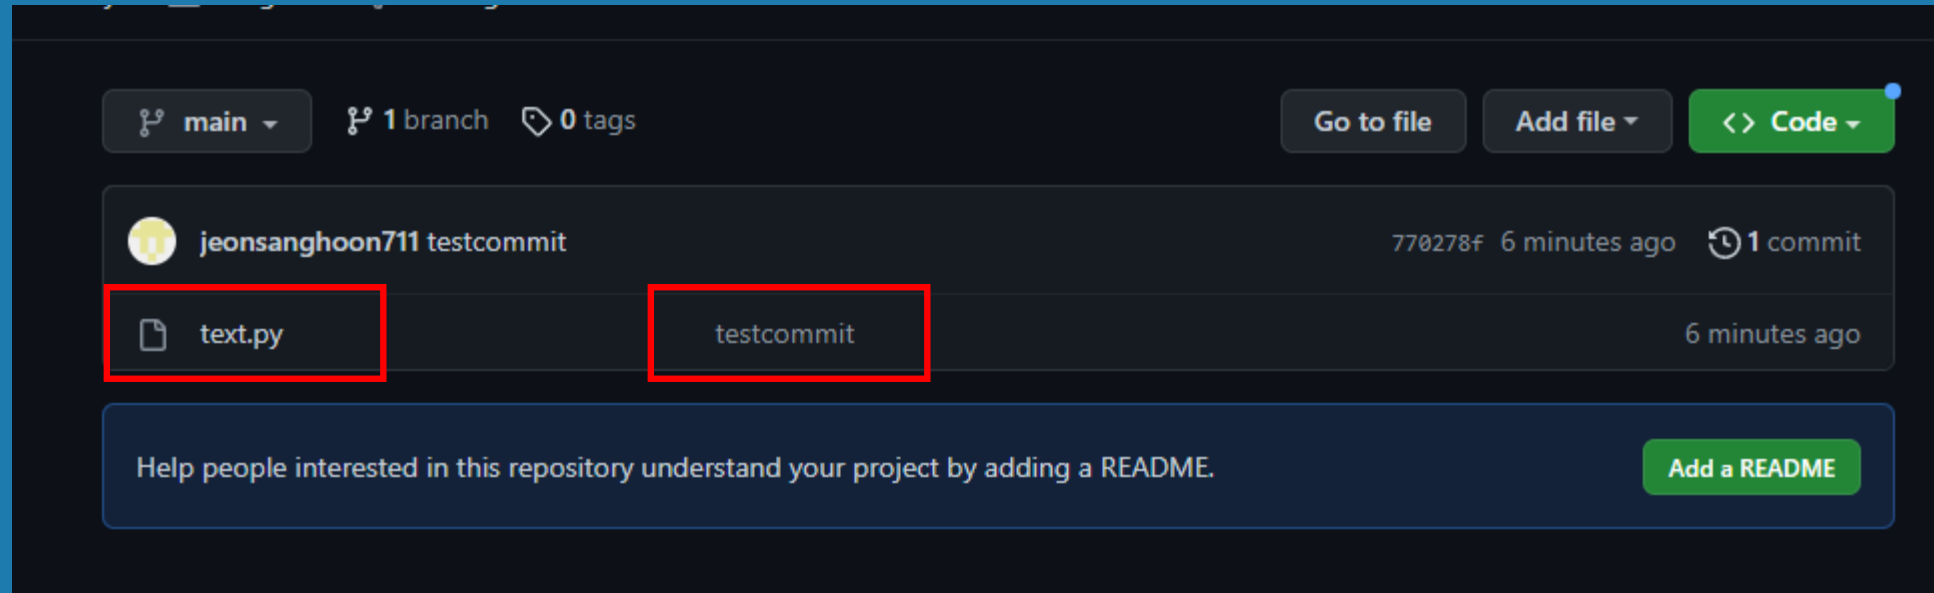 main 1 branch 0 tags Go to file Add file <> Code
jeonsanghoon711 testcommit 770278f 6 minutes ago 1 commit
text.py testcommit 6 minutes ago
Help people interested in this repository understand your project by adding a README. Add a README